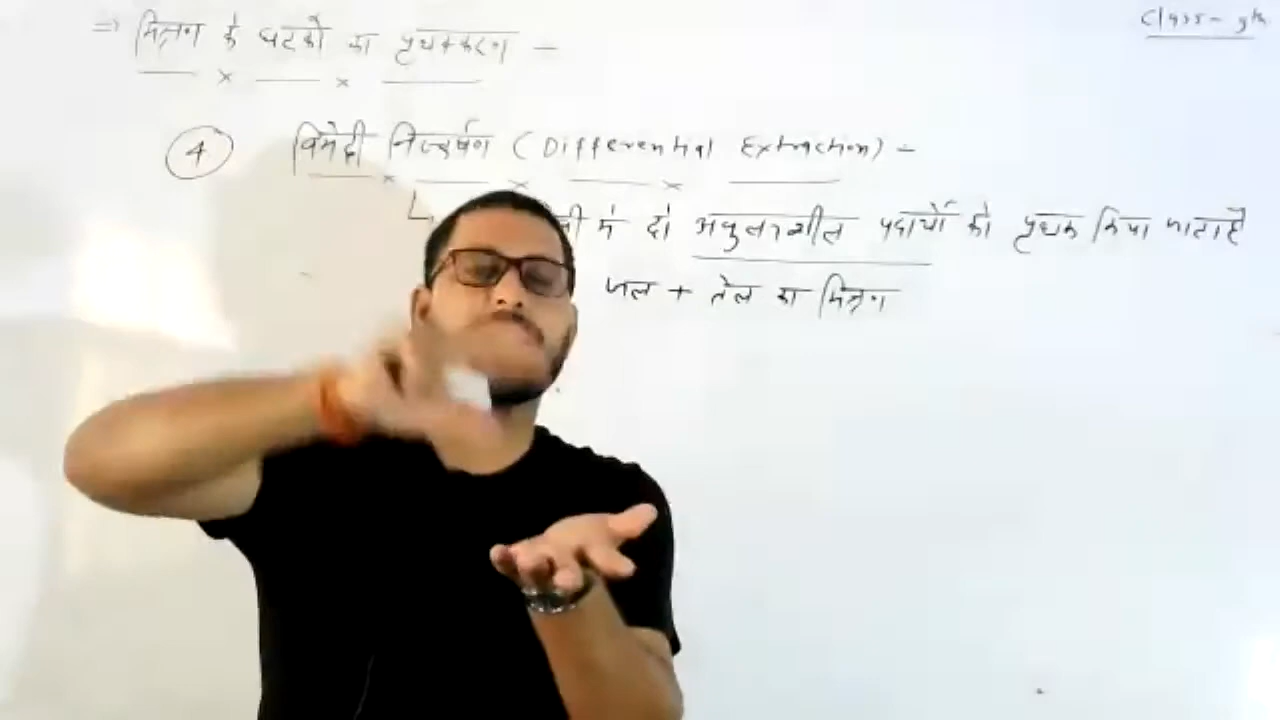 Class - 9th
⇒ मिश्रण के घटकों का पृथक्करण -
4 विभेदी निष्कर्षण (Differential Extraction) -
में दो अघुलनशील पदार्थों को पृथक किया जाता है
जल + तेल का मिश्रण